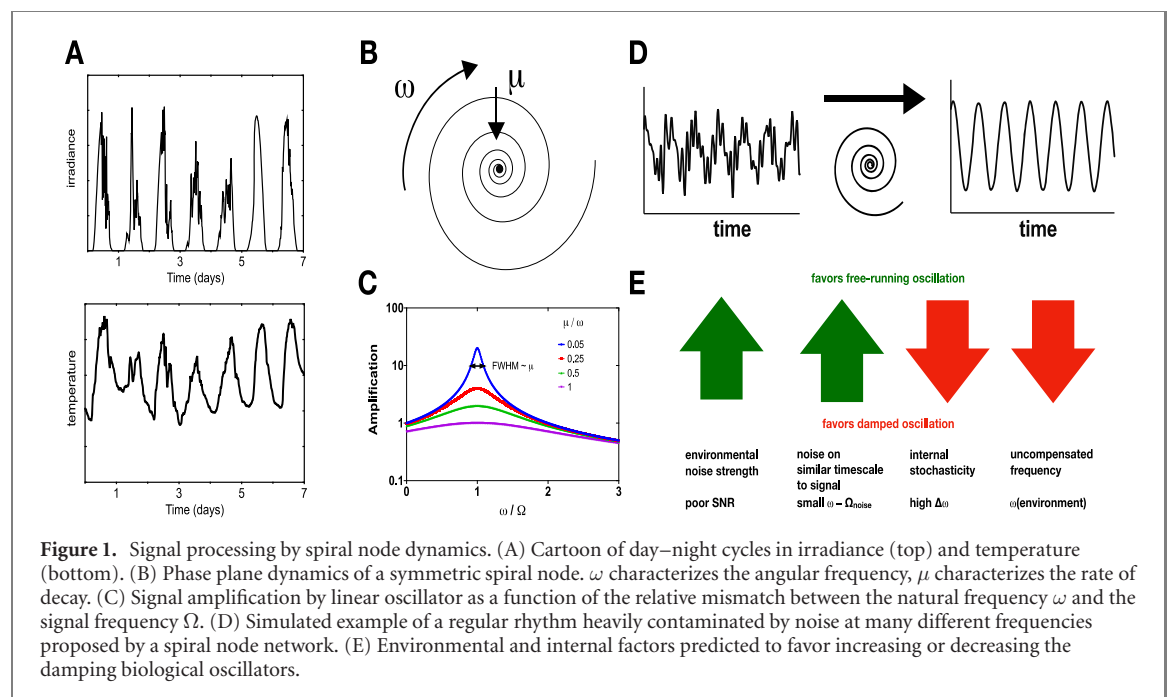 A
irradiance
1 3 5 7
Time (days)
temperature
1 3 5 7
Time (days)
B
ω
μ
C
Amplification
100
10
1
0.1
0 1 2 3
ω / Ω
μ / ω
0.05
0.25
0.5
1
FWHM ~ μ
D
time
time
E
favors free-running oscillation
favors damped oscillation
environmental
noise strength
poor SNR
noise on
similar timescale
to signal
small ω – Ωnoise
internal
stochasticity
high Δω
uncompensated
frequency
ω(environment)
Figure 1. Signal processing by spiral node dynamics. (A) Cartoon of day–night cycles in irradiance (top) and temperature
(bottom). (B) Phase plane dynamics of a symmetric spiral node. ω characterizes the angular frequency, μ characterizes the rate of
decay. (C) Signal amplification by linear oscillator as a function of the relative mismatch between the natural frequency ω and the
signal frequency Ω. (D) Simulated example of a regular rhythm heavily contaminated by noise at many different frequencies
proposed by a spiral node network. (E) Environmental and internal factors predicted to favor increasing or decreasing the
damping biological oscillators.